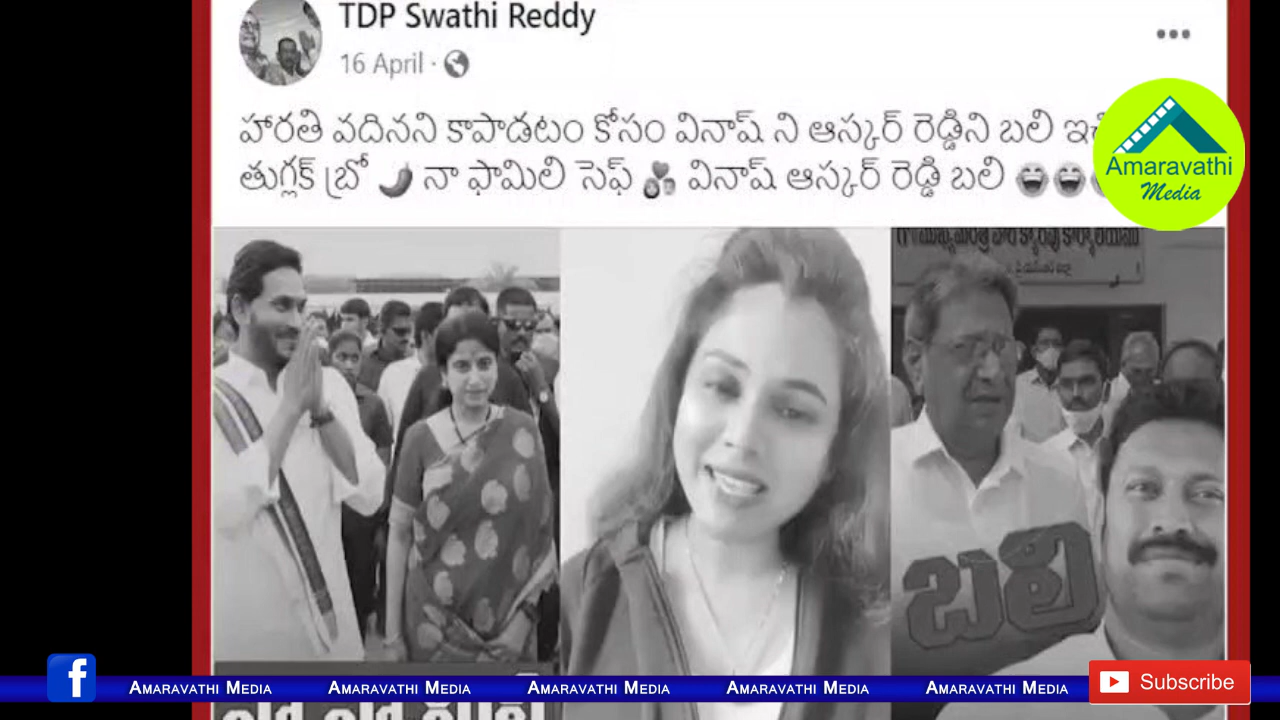 TDP Swathi Reddy
16 April
హారతి వదినని కాపాడటం కోసం వినాష్ ని ఆస్కర్ రెడ్డిని బలి
తుగ్లక్ బ్రో 🌶 నా ఫామిలి సెఫ్ వినాష్ ఆస్కర్ రెడ్డి బలి 😂😂
Amaravathi
Media
బలి
f
Amaravathi Media Amaravathi Media Amaravathi Media Amaravathi Media Amaravathi Media
Subscribe